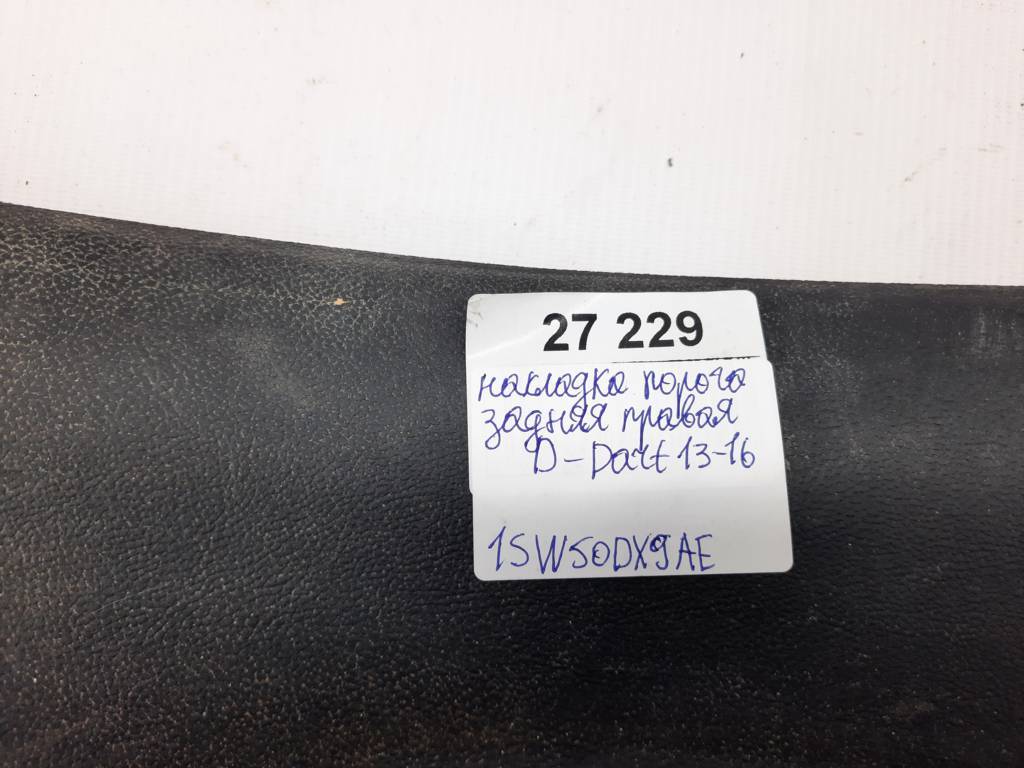 27 229
накладка порога
задняя правая
D-Dart 13-16
1SW50DX9AE